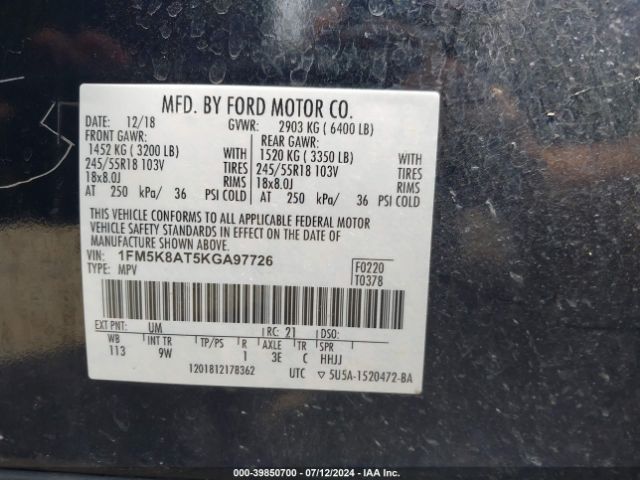 MFD. BY FORD MOTOR CO.
DATE: 12/18 GVWR: 2903 KG ( 6400 LB)
FRONT GAWR: REAR GAWR:
1452 KG ( 3200 LB) WITH 1520 KG ( 3350 LB) WITH
245/55R18 103V TIRES 245/55R18 103V TIRES
18x8.0J RIMS 18x8.0J RIMS
AT 250 kPa/ 36 PSI COLD AT 250 kPa/ 36 PSI COLD
THIS VEHICLE CONFORMS TO ALL APPLICABLE FEDERAL MOTOR
VEHICLE SAFETY STANDARDS IN EFFECT ON THE DATE OF
MANUFACTURE SHOWN ABOVE.
VIN: 1FM5K8AT5KGA97726 F0220
TYPE: MPV T0378
EXT PNT: UM RC: 21 DSO:
WB INT TR TP/PS R AXLE TR SPR
113 9W 1 3E C HHJJ
1201812178362 UTC ▽ 5U5A-1520472-BA
000-39850700 - 07/12/2024 - IAA Inc.